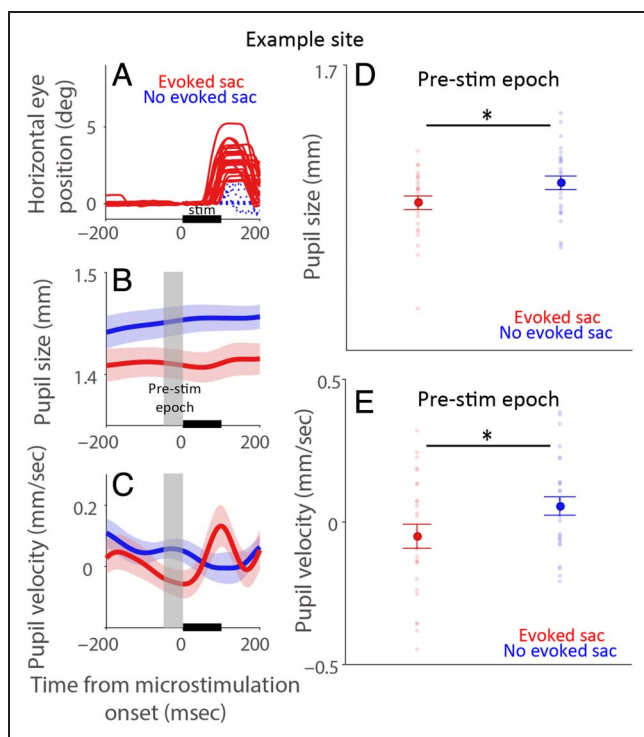 Example site
A
Evoked sac
No evoked sac
Horizontal eye
position (deg)
5
0
stim
−200
0
200
B
1.5
1.4
Pupil size (mm)
Pre-stim
epoch
−200
0
200
C
0.2
0
Pupil velocity (mm/sec)
−200
0
200
Time from microstimulation
onset (msec)
D
1.7
Pre-stim epoch
*
Pupil size (mm)
Evoked sac
No evoked sac
E
0.5
Pre-stim epoch
*
0
Pupil velocity (mm/sec)
Evoked sac
No evoked sac
−0.5